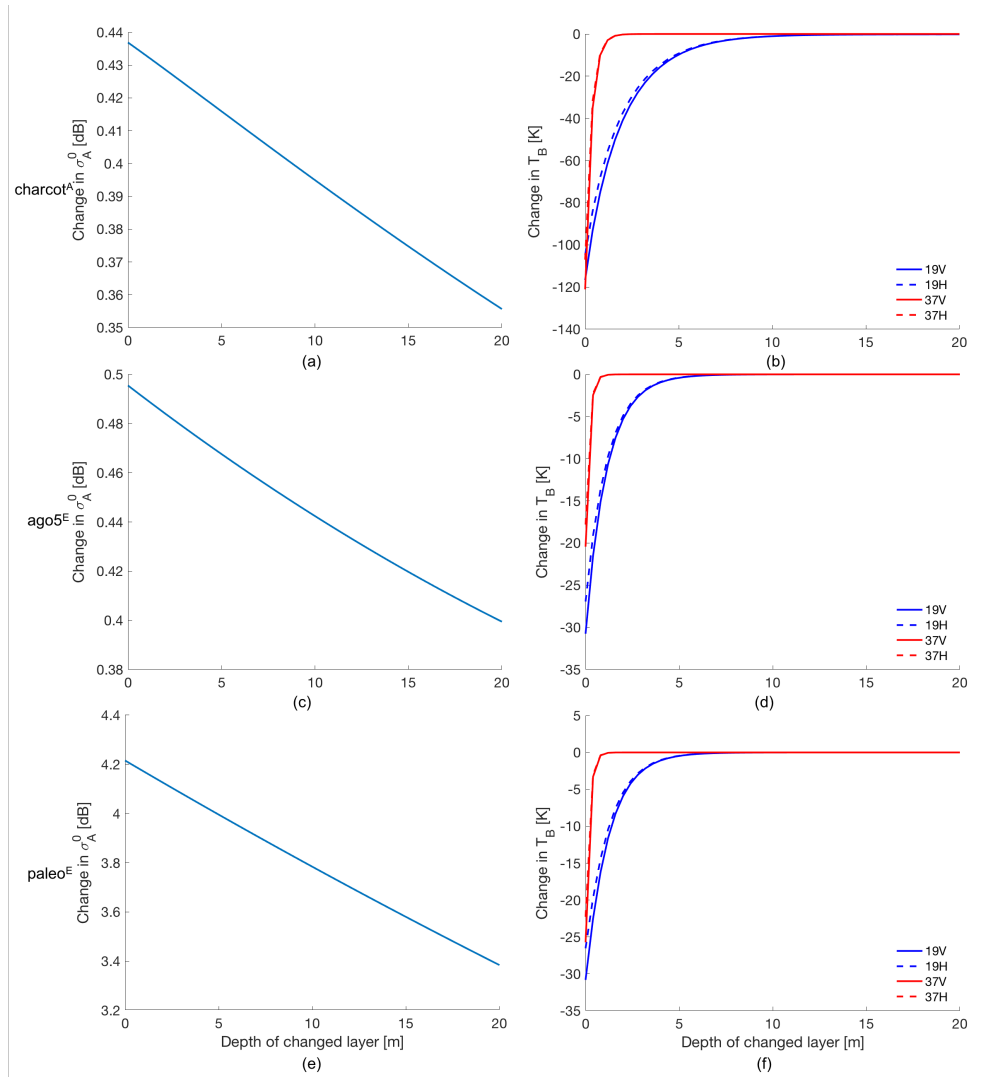 0.44
0.43
0.42
0.41
0.4
0.39
0.38
0.37
0.36
0.35
0
5
10
15
20
Change in σ_A^0 [dB]
charcot^A
(a)
0
-20
-40
-60
-80
-100
-120
-140
0
5
10
15
20
Change in T_B [K]
19V
19H
37V
37H
(b)
0.5
0.48
0.46
0.44
0.42
0.4
0.38
0
5
10
15
20
Change in σ_A^0 [dB]
ago5^E
(c)
0
-5
-10
-15
-20
-25
-30
-35
0
5
10
15
20
Change in T_B [K]
19V
19H
37V
37H
(d)
4.4
4.2
4
3.8
3.6
3.4
3.2
0
5
10
15
20
Change in σ_A^0 [dB]
paleo^E
Depth of changed layer [m]
(e)
5
0
-5
-10
-15
-20
-25
-30
-35
0
5
10
15
20
Change in T_B [K]
19V
19H
37V
37H
Depth of changed layer [m]
(f)